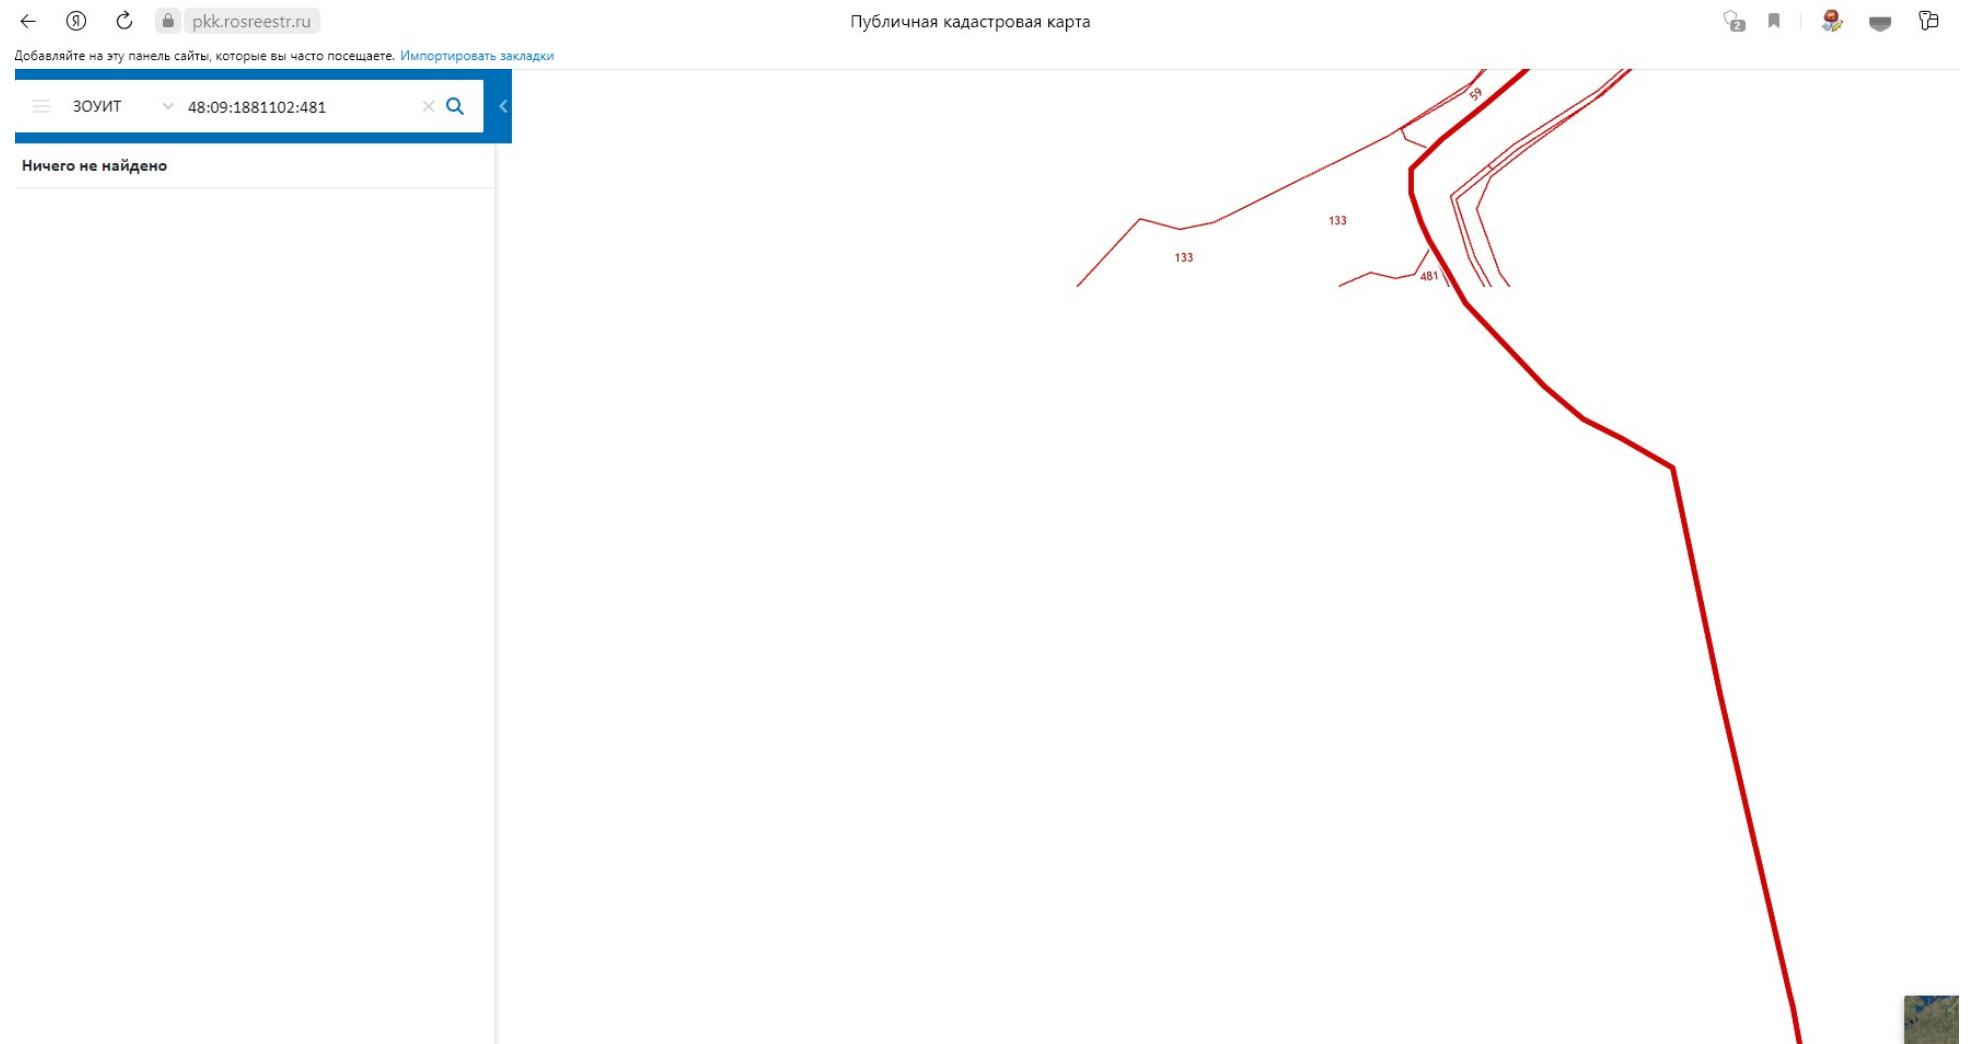 pkk.rosreestr.ru
Публичная кадастровая карта
2
Добавляйте на эту панель сайты, которые вы часто посещаете. Импортировать закладки
ЗОУИТ
48:09:1881102:481
Ничего не найдено
59
133
133
481